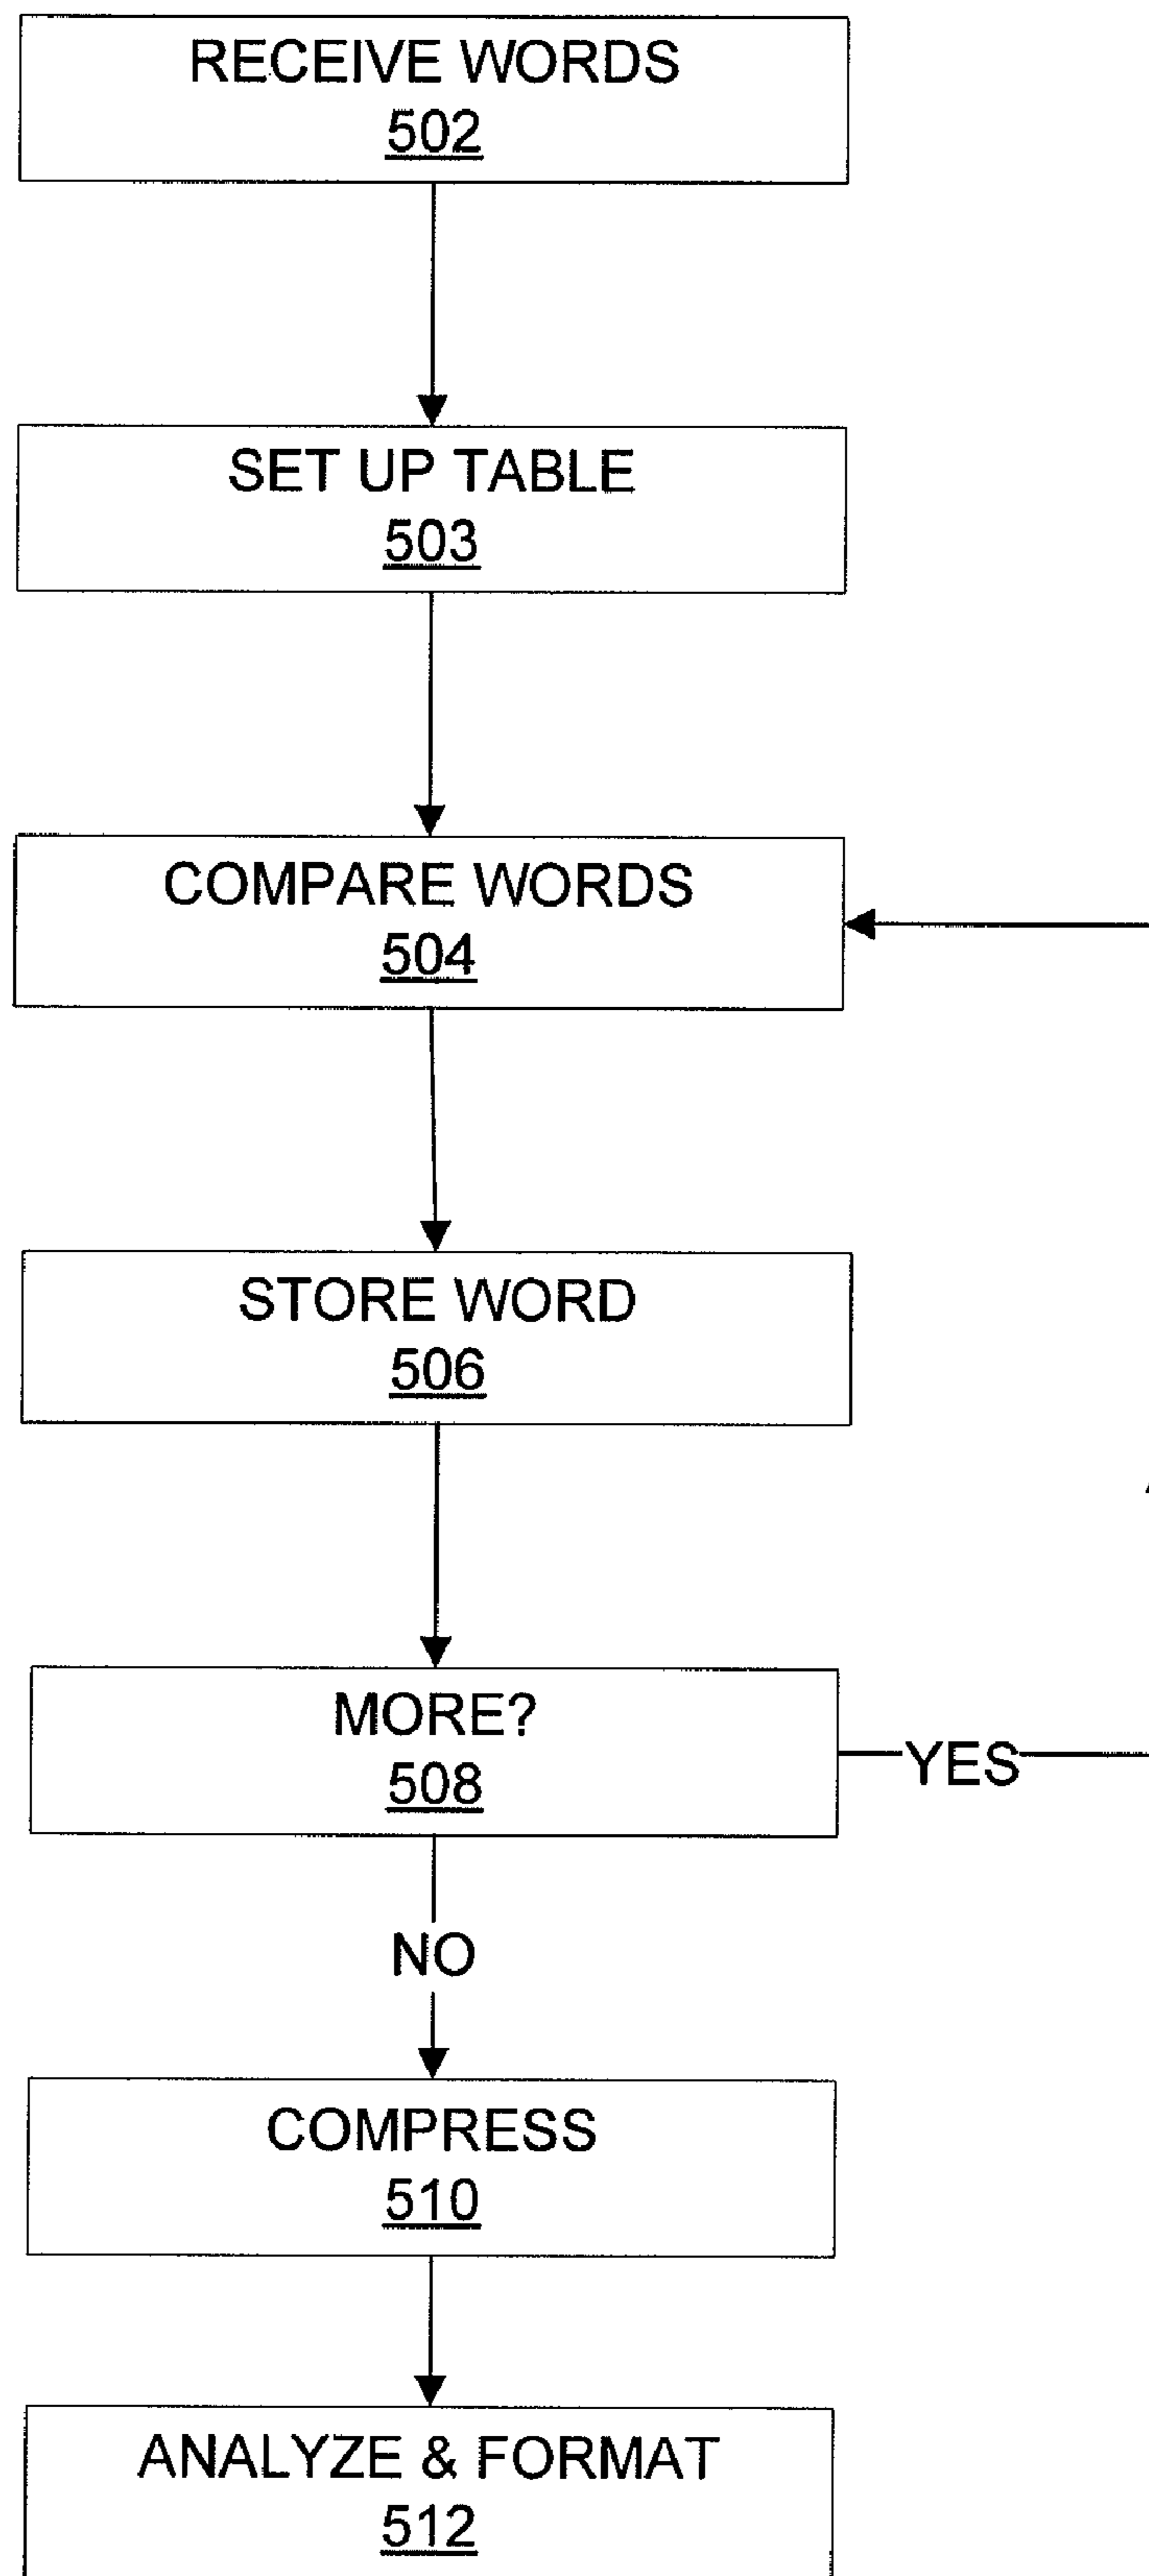 RECEIVE WORDS
502
SET UP TABLE
503
COMPARE WORDS
504
STORE WORD
506
MORE?
508
YES
NO
COMPRESS
510
ANALYZE & FORMAT
512